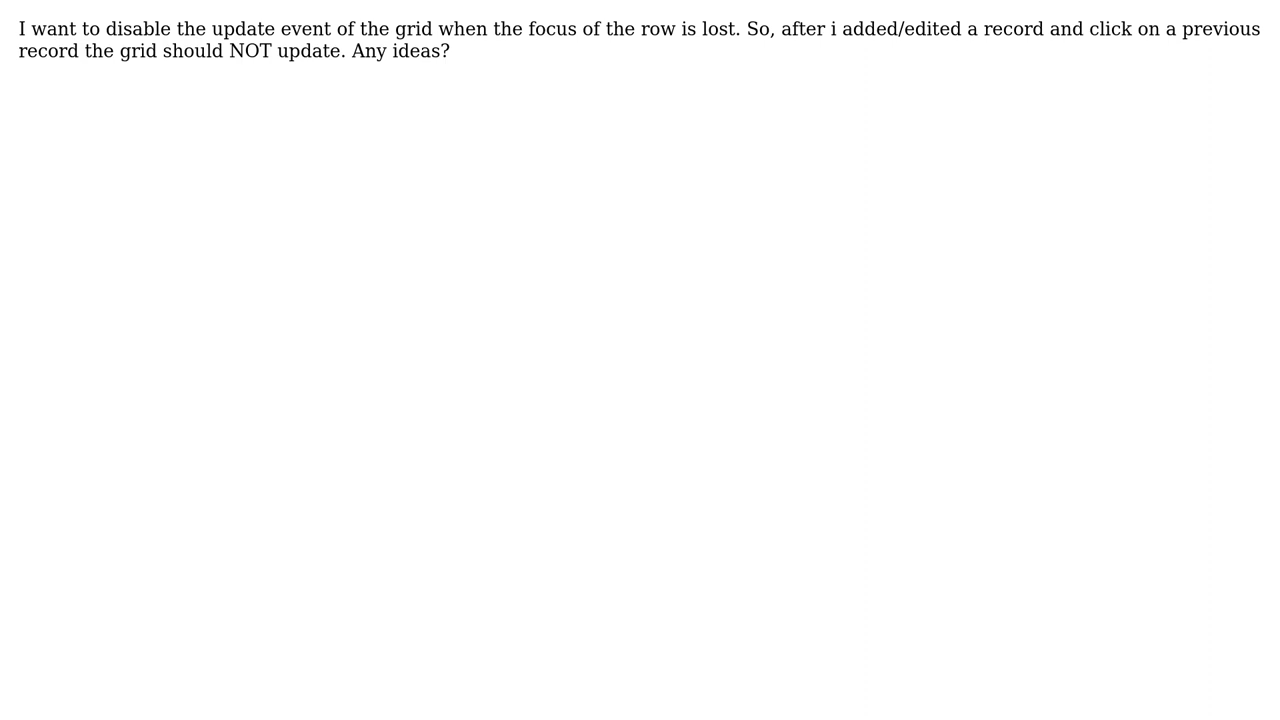 I want to disable the update event of the grid when the focus of the row is lost. So, after i added/edited a record and click on a previous
record the grid should NOT update. Any ideas?